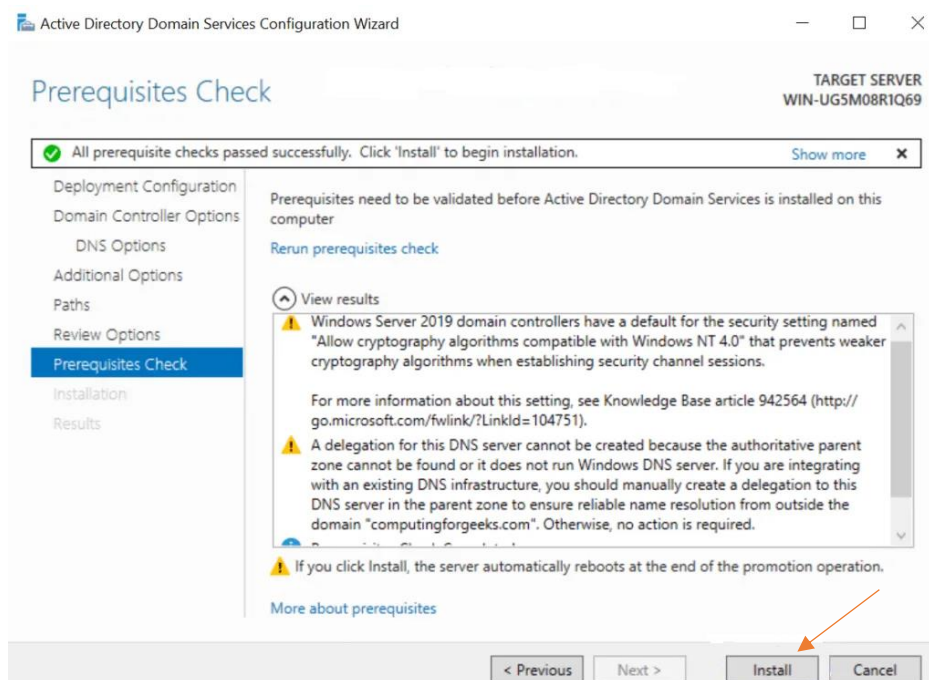 Active Directory Domain Services Configuration Wizard
Prerequisites Check
TARGET SERVER
WIN-UG5M08R1Q69
All prerequisite checks passed successfully. Click 'Install' to begin installation.
Show more
Deployment Configuration
Domain Controller Options
DNS Options
Additional Options
Paths
Review Options
Prerequisites Check
Installation
Results
Prerequisites need to be validated before Active Directory Domain Services is installed on this
computer
Rerun prerequisites check
View results
Windows Server 2019 domain controllers have a default for the security setting named
"Allow cryptography algorithms compatible with Windows NT 4.0" that prevents weaker
cryptography algorithms when establishing security channel sessions.
For more information about this setting, see Knowledge Base article 942564 (http://
go.microsoft.com/fwlink/?LinkId=104751).
A delegation for this DNS server cannot be created because the authoritative parent
zone cannot be found or it does not run Windows DNS server. If you are integrating
with an existing DNS infrastructure, you should manually create a delegation to this
DNS server in the parent zone to ensure reliable name resolution from outside the
domain "computingforgeeks.com". Otherwise, no action is required.
If you click Install, the server automatically reboots at the end of the promotion operation.
More about prerequisites
< Previous
Next >
Install
Cancel